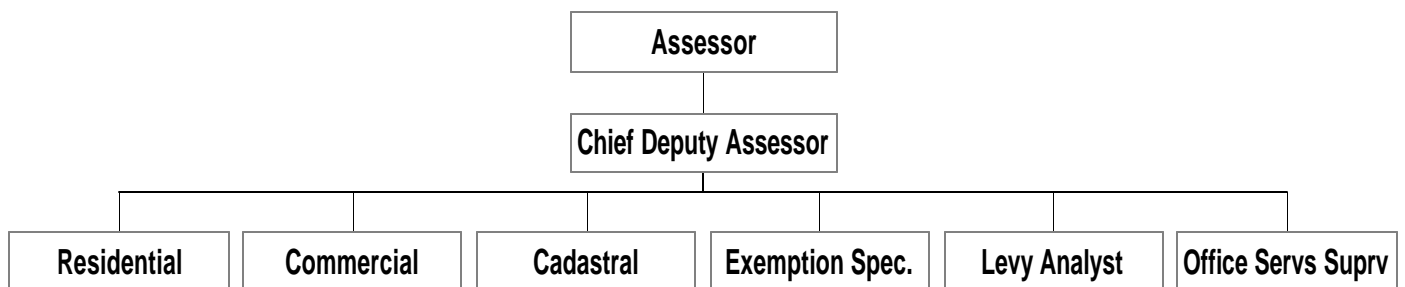 Assessor
Chief Deputy Assessor
Residential
Commercial
Cadastral
Exemption Spec.
Levy Analyst
Office Servs Suprv